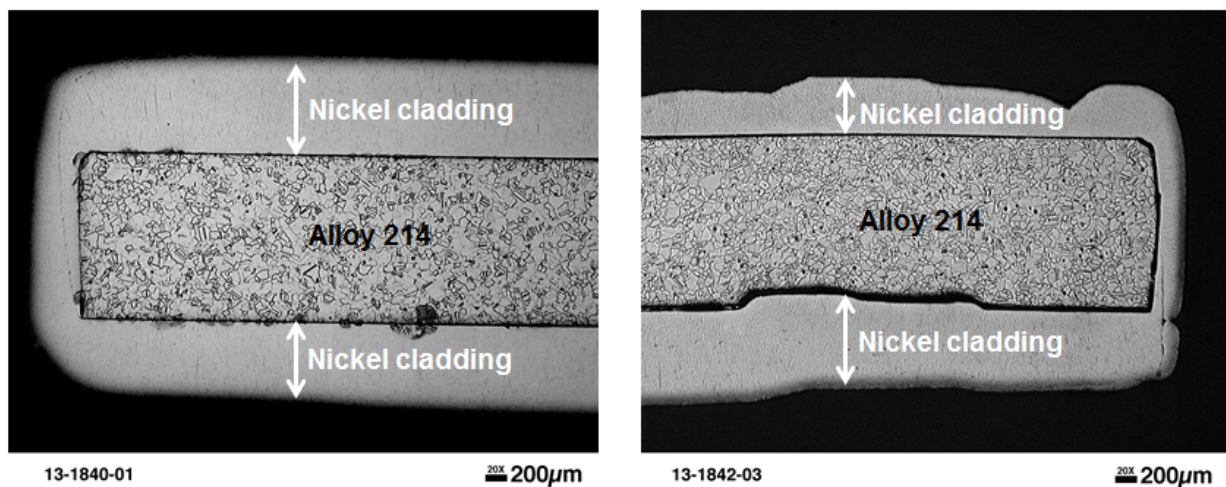 Nickel cladding
Alloy 214
Nickel cladding
13-1840-01
20X 200µm
Nickel cladding
Alloy 214
Nickel cladding
13-1842-03
20X 200µm